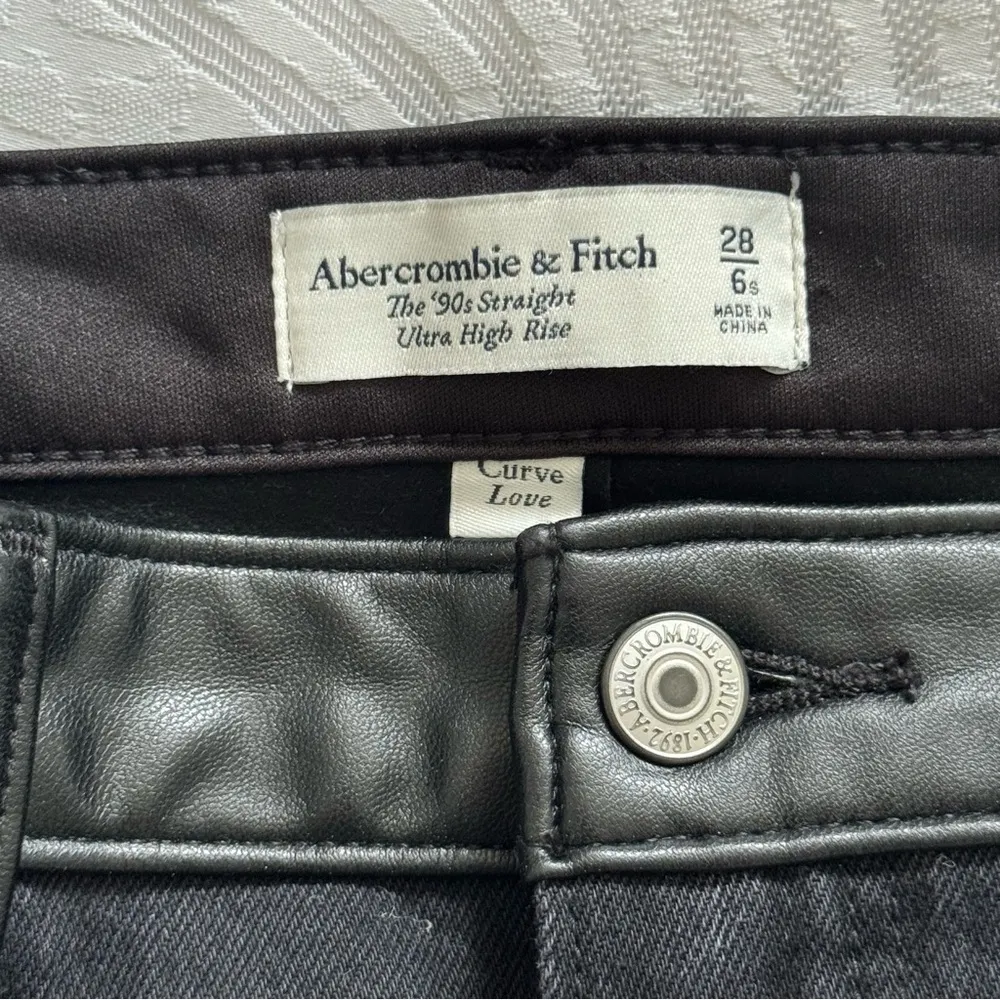 Abercrombie & Fitch
The '90s Straight
Ultra High Rise
28
6s
MADE IN
CHINA
Curve
Love
ABERCROMBIE & FITCH · 1892 ·